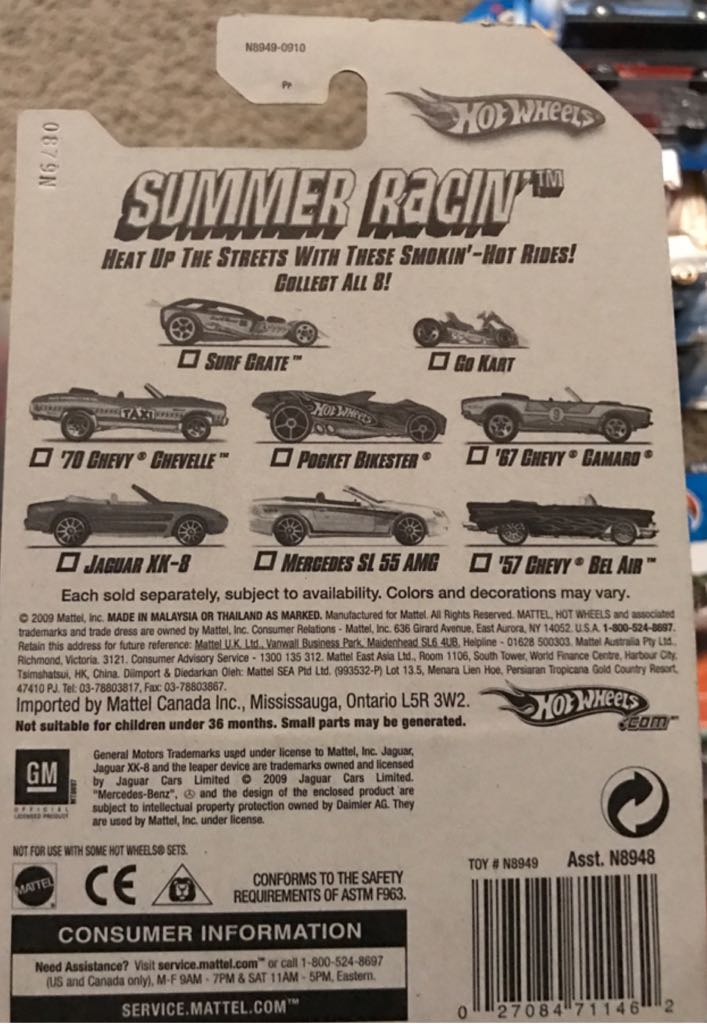 N8949-0910
Pr
HOT WHEELS
N6780
SUMMER RACIN'™
HEAT UP THE STREETS WITH THESE SMOKIN'-HOT RIDES!
COLLECT ALL 8!
SURF CRATE™ GO KART
TAXI HOT WHEELS 9
'70 CHEVY® CHEVELLE™ POCKET BIKESTER® '67 CHEVY® CAMARO®
JAGUAR XK-8 MERCEDES SL 55 AMG '57 CHEVY® BEL AIR™
Each sold separately, subject to availability. Colors and decorations may vary.
© 2009 Mattel, Inc. MADE IN MALAYSIA OR THAILAND AS MARKED. Manufactured for Mattel. All Rights Reserved. MATTEL, HOT WHEELS and associated
trademarks and trade dress are owned by Mattel, Inc. Consumer Relations - Mattel, Inc. 636 Girard Avenue, East Aurora, NY 14052. U.S.A. 1-800-524-8697.
Retain this address for future reference: Mattel U.K. Ltd., Vanwall Business Park, Maidenhead SL6 4UB. Helpline - 01628 500303. Mattel Australia Pty Ltd.,
Richmond, Victoria. 3121. Consumer Advisory Service - 1300 135 312. Mattel East Asia Ltd., Room 1106, South Tower, World Finance Centre, Harbour City,
Tsimshatsui, HK, China. Diimport & Diedarkan Oleh: Mattel SEA Ptd Ltd. (993532-P) Lot 13.5, Menara Lien Hoe, Persiaran Tropicana Gold Country Resort,
47410 PJ. Tel: 03-78803817, Fax: 03-78803867.
Imported by Mattel Canada Inc., Mississauga, Ontario L5R 3W2.
Not suitable for children under 36 months. Small parts may be generated.
HOT WHEELS
.com™
GM
OFFICIAL
LICENSED PRODUCT
General Motors Trademarks used under license to Mattel, Inc. Jaguar,
Jaguar XK-8 and the leaper device are trademarks owned and licensed
by Jaguar Cars Limited © 2009 Jaguar Cars Limited.
"Mercedes-Benz", and the design of the enclosed product are
subject to intellectual property protection owned by Daimler AG. They
are used by Mattel, Inc. under license.
NOT FOR USE WITH SOME HOT WHEELS® SETS.
MATTEL CE
CONFORMS TO THE SAFETY
REQUIREMENTS OF ASTM F963.
TOY # N8949 Asst. N8948
CONSUMER INFORMATION
Need Assistance? Visit service.mattel.com™ or call 1-800-524-8697
(US and Canada only), M-F 9AM - 7PM & SAT 11AM - 5PM, Eastern.
SERVICE.MATTEL.COM™
0 27084 71146 2